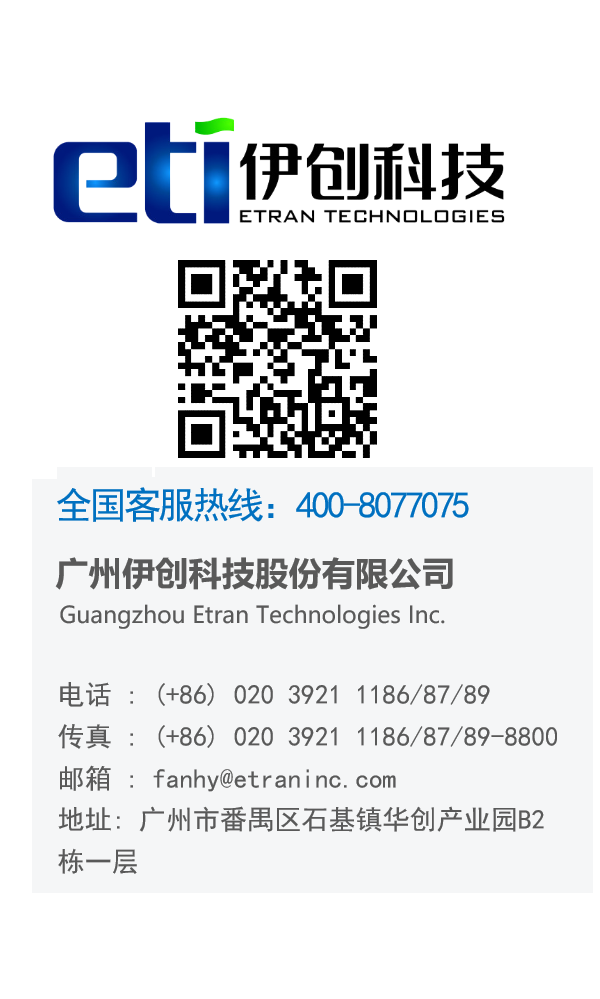 eti伊创科技
ETRAN TECHNOLOGIES
全国客服热线：400-8077075
广州伊创科技股份有限公司
Guangzhou Etran Technologies Inc.
电话 : (+86) 020 3921 1186/87/89
传真 : (+86) 020 3921 1186/87/89-8800
邮箱 : fanhy@etraninc.com
地址: 广州市番禺区石基镇华创产业园B2
栋一层